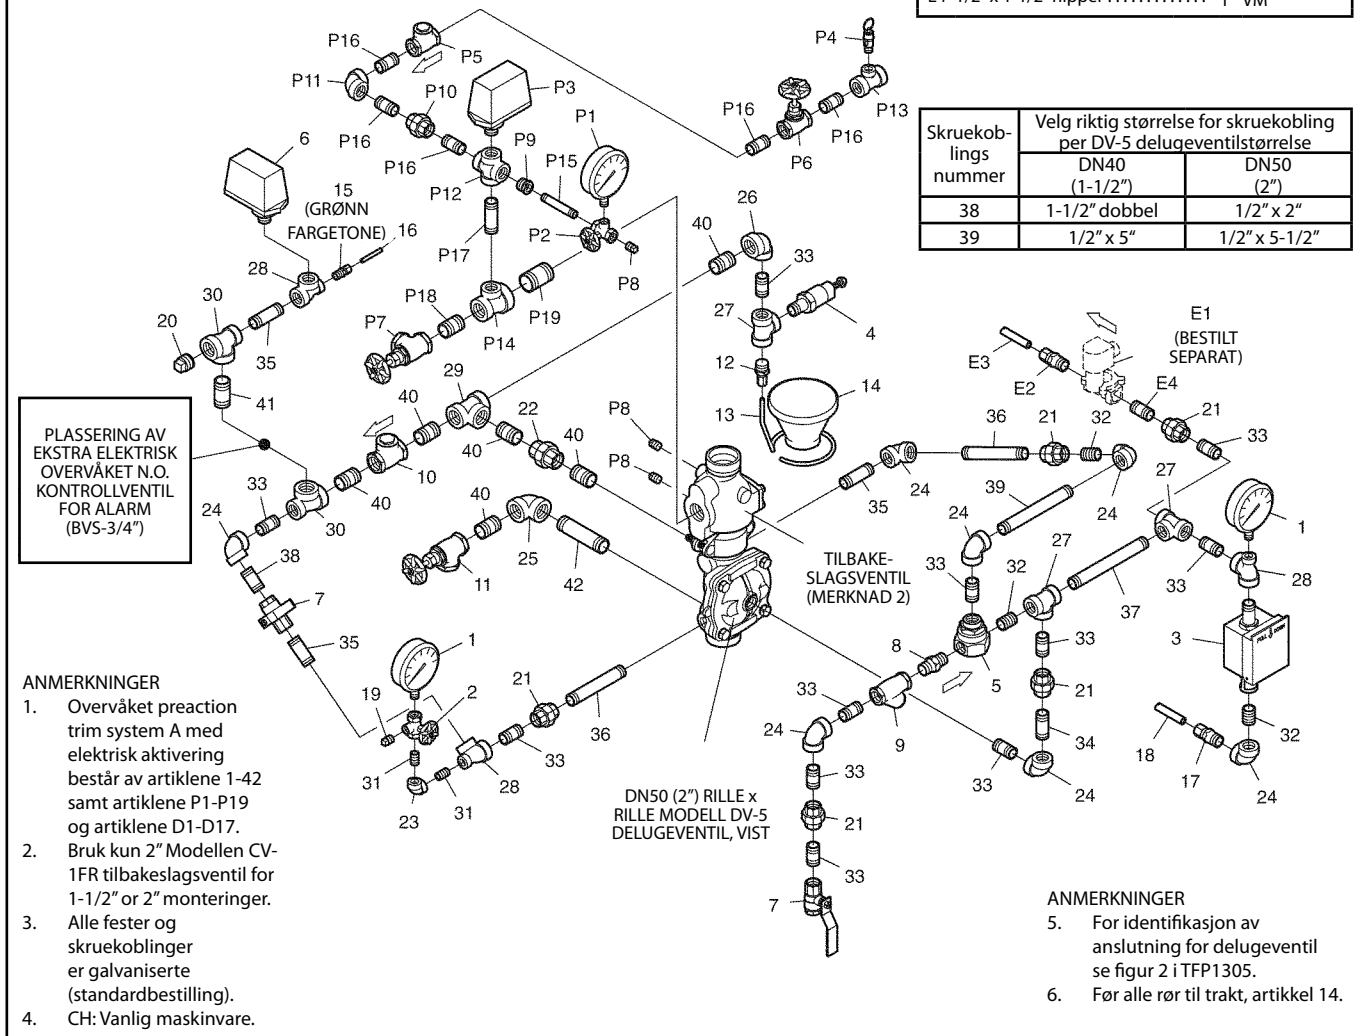 VM
Skruekob-
lings
nummer
Velg riktig størrelse for skruekobling
per DV-5 delugeventilstørrelse
DN40
(1-1/2”)
DN50
(2”)
38 1-1/2” dobbel 1/2” x 2“
39 1/2” x 5“ 1/2” x 5-1/2”
P16
P5
P4
P11
P10
P3
P1
P13
P16
P16
P16
P6
P16
P9
P15
P12
6
15
(GRØNN
FARGETONE)
16
P17
P2
P8
28
40
26
33
30
20
35
P18
P19
P7
P14
27
4
E1
(BESTILT
SEPARAT)
E3
E2
E4
21
33
41
29
12
14
40
22
40
40
13
P8
P8
36
21
32
27
PLASSERING AV
EKSTRA ELEKTRISK
OVERVÅKET N.O.
KONTROLLVENTIL
FOR ALARM
(BVS-3/4”)
10
40
33
24
30
40
25
42
11
35
24
39
24
24
1
27
33
28
38
7
35
TILBAKE-
SLAGSVENTIL
(MERKNAD 2)
33
32
37
33
3
PULL DOWN
8
5
21
34
1
19
2
21
36
33
28
31
23
31
33
24
9
33
24
18
17
32
24
33
21
33
7
DN50 (2”) RILLE x
RILLE MODELL DV-5
DELUGEVENTIL, VIST
ANMERKNINGER
1. Overvåket preaction
trim system A med
elektrisk aktivering
består av artiklene 1-42
samt artiklene P1-P19
og artiklene D1-D17.
2. Bruk kun 2” Modellen CV-
1FR tilbakeslagsventil for
1-1/2” or 2” monteringer.
3. Alle fester og
skruekoblinger
er galvaniserte
(standardbestilling).
4. CH: Vanlig maskinvare.
ANMERKNINGER
5. For identifikasjon av
anslutning for delugeventil
se figur 2 i TFP1305.
6. Før alle rør til trakt, artikkel 14.